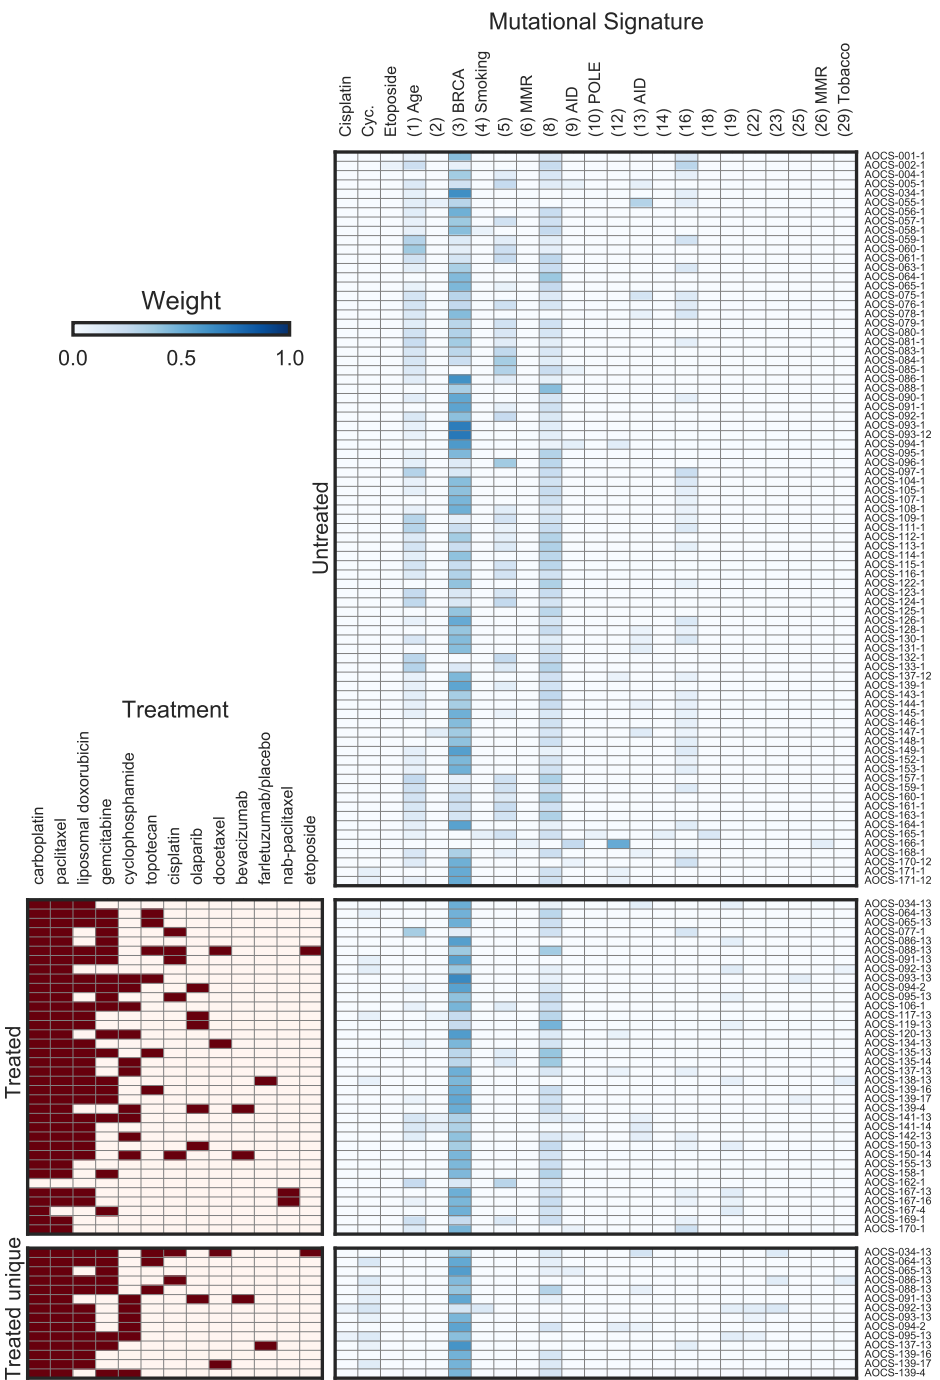 Mutational Signature
Cisplatin
Cyc.
Etoposide
(1) Age
(2)
(3) BRCA
(4) Smoking
(5)
(6) MMR
(8)
(9) AID
(10) POLE
(12)
(13) AID
(14)
(16)
(18)
(19)
(22)
(23)
(25)
(26) MMR
(29) Tobacco
Weight
0.0 0.5 1.0
Untreated
AOCS-001-1
AOCS-002-1
AOCS-004-1
AOCS-005-1
AOCS-034-1
AOCS-055-1
AOCS-056-1
AOCS-057-1
AOCS-058-1
AOCS-059-1
AOCS-060-1
AOCS-061-1
AOCS-063-1
AOCS-064-1
AOCS-065-1
AOCS-075-1
AOCS-076-1
AOCS-078-1
AOCS-079-1
AOCS-080-1
AOCS-081-1
AOCS-083-1
AOCS-084-1
AOCS-085-1
AOCS-086-1
AOCS-088-1
AOCS-090-1
AOCS-091-1
AOCS-092-1
AOCS-093-1
AOCS-093-12
AOCS-094-1
AOCS-095-1
AOCS-096-1
AOCS-097-1
AOCS-104-1
AOCS-105-1
AOCS-107-1
AOCS-108-1
AOCS-109-1
AOCS-111-1
AOCS-112-1
AOCS-113-1
AOCS-114-1
AOCS-115-1
AOCS-116-1
AOCS-122-1
AOCS-123-1
AOCS-124-1
AOCS-125-1
AOCS-126-1
AOCS-128-1
AOCS-130-1
AOCS-131-1
AOCS-132-1
AOCS-133-1
AOCS-137-12
AOCS-139-1
AOCS-143-1
AOCS-144-1
AOCS-145-1
AOCS-146-1
AOCS-147-1
AOCS-148-1
AOCS-149-1
AOCS-152-1
AOCS-153-1
AOCS-157-1
AOCS-159-1
AOCS-160-1
AOCS-161-1
AOCS-163-1
AOCS-164-1
AOCS-165-1
AOCS-166-1
AOCS-168-1
AOCS-170-12
AOCS-171-1
AOCS-171-12
Treatment
carboplatin
paclitaxel
liposomal doxorubicin
gemcitabine
cyclophosphamide
topotecan
cisplatin
olaparib
docetaxel
bevacizumab
farletuzumab/placebo
nab-paclitaxel
etoposide
Treated
AOCS-034-13
AOCS-064-13
AOCS-065-13
AOCS-077-1
AOCS-086-13
AOCS-088-13
AOCS-091-13
AOCS-092-13
AOCS-093-13
AOCS-094-2
AOCS-095-13
AOCS-106-1
AOCS-117-13
AOCS-119-13
AOCS-120-13
AOCS-134-13
AOCS-135-13
AOCS-135-14
AOCS-137-13
AOCS-138-13
AOCS-139-16
AOCS-139-17
AOCS-139-4
AOCS-141-13
AOCS-141-14
AOCS-142-13
AOCS-150-13
AOCS-150-14
AOCS-155-13
AOCS-158-1
AOCS-162-1
AOCS-167-13
AOCS-167-16
AOCS-167-4
AOCS-169-1
AOCS-170-1
Treated unique
AOCS-034-13
AOCS-064-13
AOCS-065-13
AOCS-086-13
AOCS-088-13
AOCS-091-13
AOCS-092-13
AOCS-093-13
AOCS-094-2
AOCS-095-13
AOCS-137-13
AOCS-139-16
AOCS-139-17
AOCS-139-4